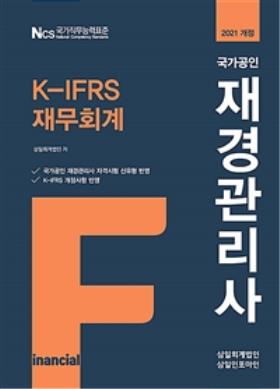 NCS 국가직무능력표준
National Competency Standards
2021 개정
국가공인
재경관리사
K-IFRS
재무회계
삼일회계법인 저
국가공인 재경관리사 자격시험 신유형 반영
K-IFRS 개정사항 반영
Financial
삼일회계법인
삼일인포마인